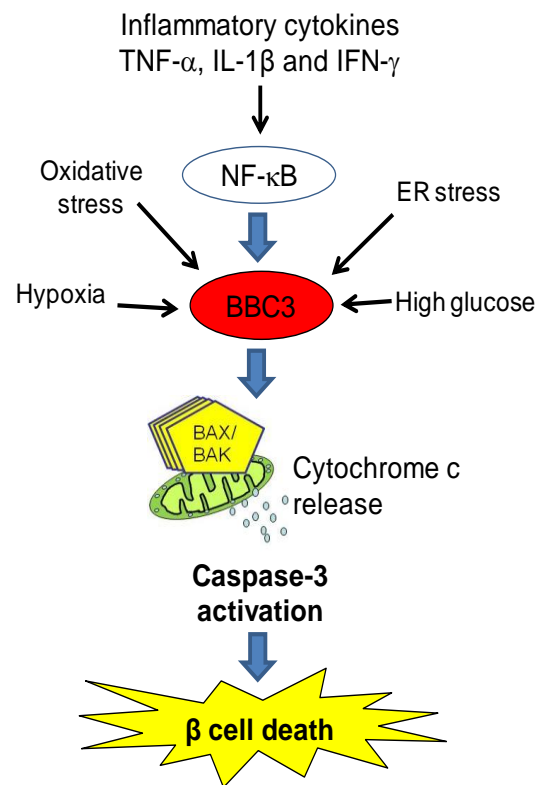 Inflammatory cytokines
TNF-α, IL-1β and IFN-γ
NF-κB
Oxidative
stress
ER stress
Hypoxia
BBC3
High glucose
BAX/
BAK
Cytochrome c
release
Caspase-3
activation
β cell death